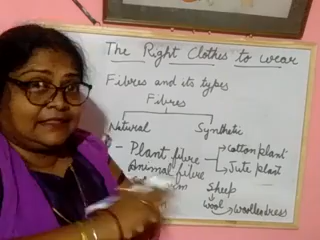 The Right Clothes to wear
Fibres and its types
Fibres
Natural Synthetic
- Plant fibre → cotton plant
→ Jute plant
Animal fibre
Sheep
wool → Woollen dress